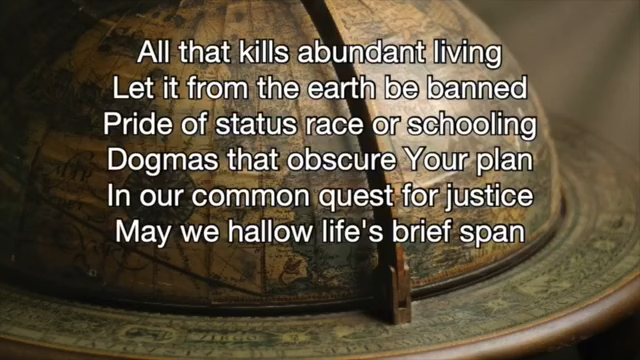 All that kills abundant living
Let it from the earth be banned
Pride of status race or schooling
Dogmas that obscure Your plan
In our common quest for justice
May we hallow life's brief span
VIRGO